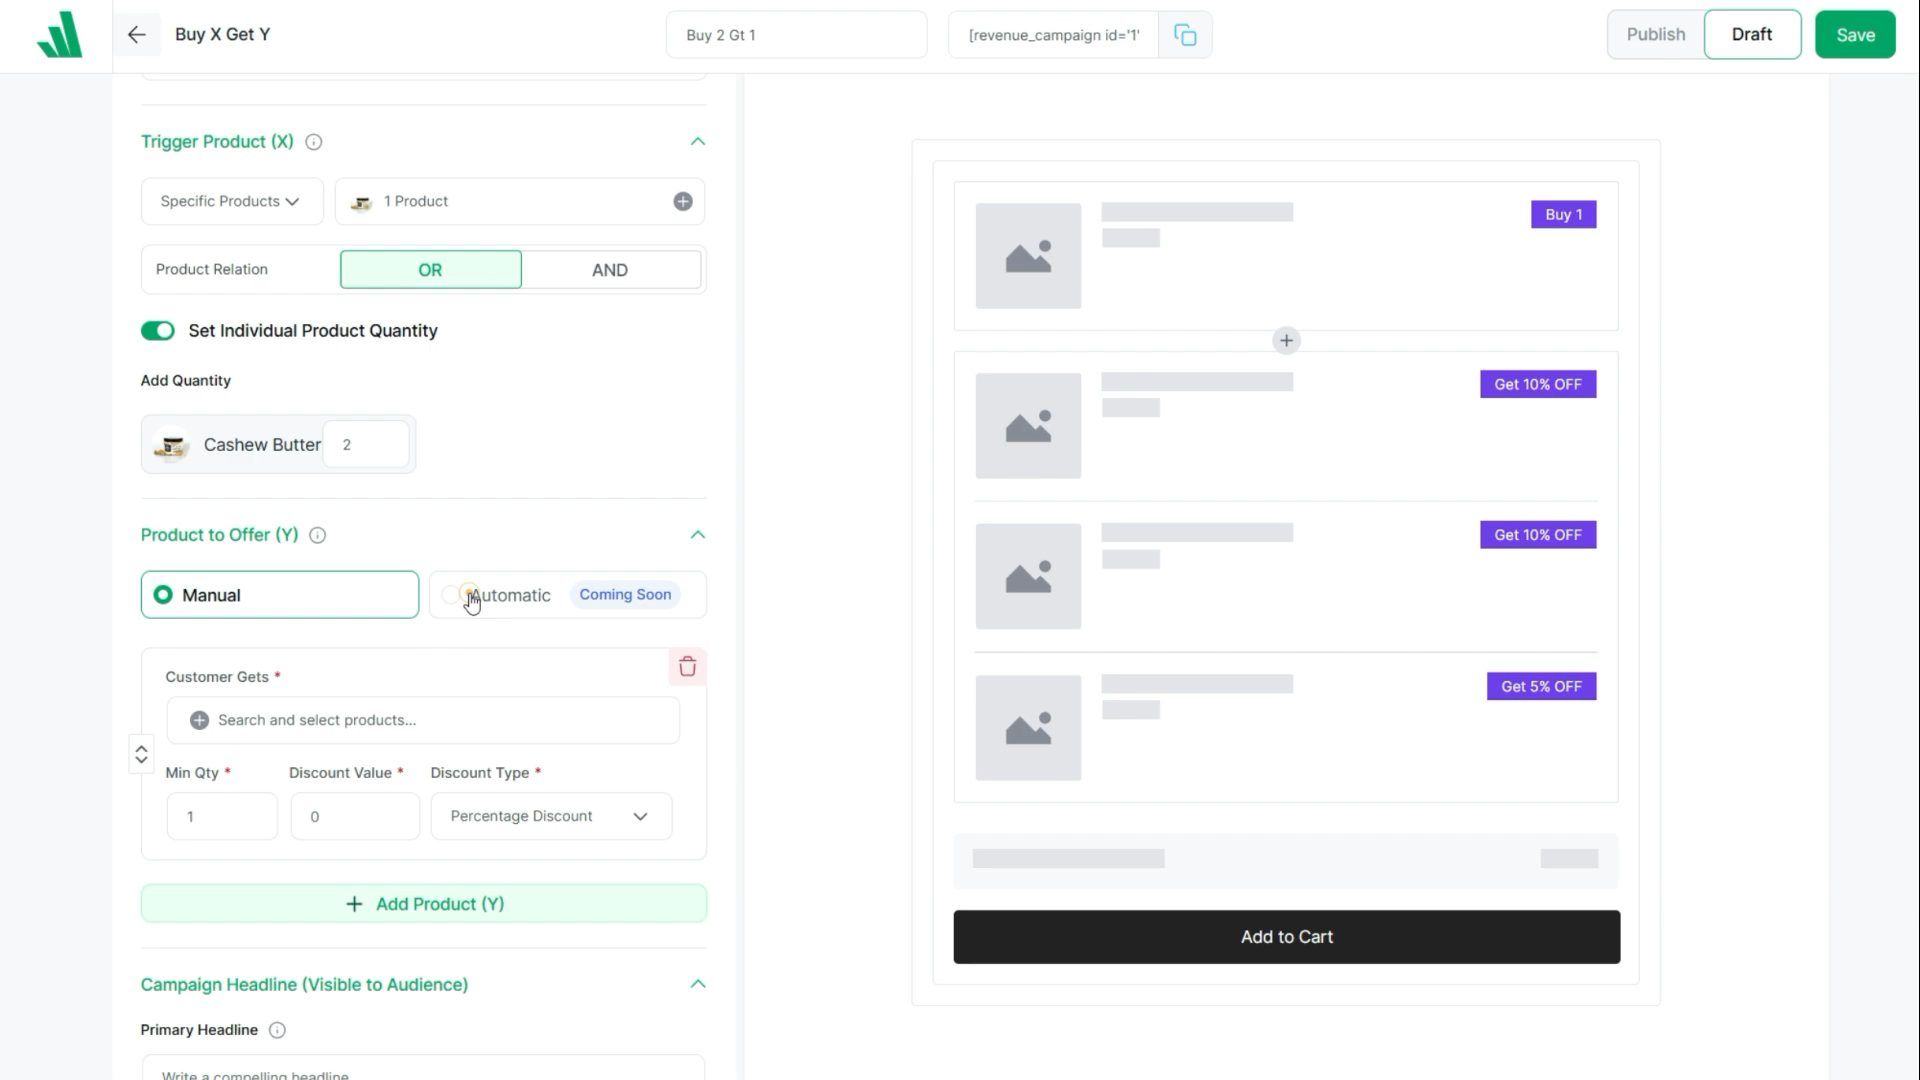 Buy X Get Y
Buy 2 Gt 1
[revenue_campaign id='1'
Publish
Draft
Save
Trigger Product (X)
Specific Products
1 Product
Product Relation
OR
AND
Set Individual Product Quantity
Add Quantity
Cashew Butter
2
Product to Offer (Y)
Manual
Automatic
Coming Soon
Customer Gets *
Search and select products...
Min Qty *
Discount Value *
Discount Type *
1
0
Percentage Discount
Add Product (Y)
Campaign Headline (Visible to Audience)
Primary Headline
Write a compelling headline
Buy 1
Get 10% OFF
Get 10% OFF
Get 5% OFF
Add to Cart